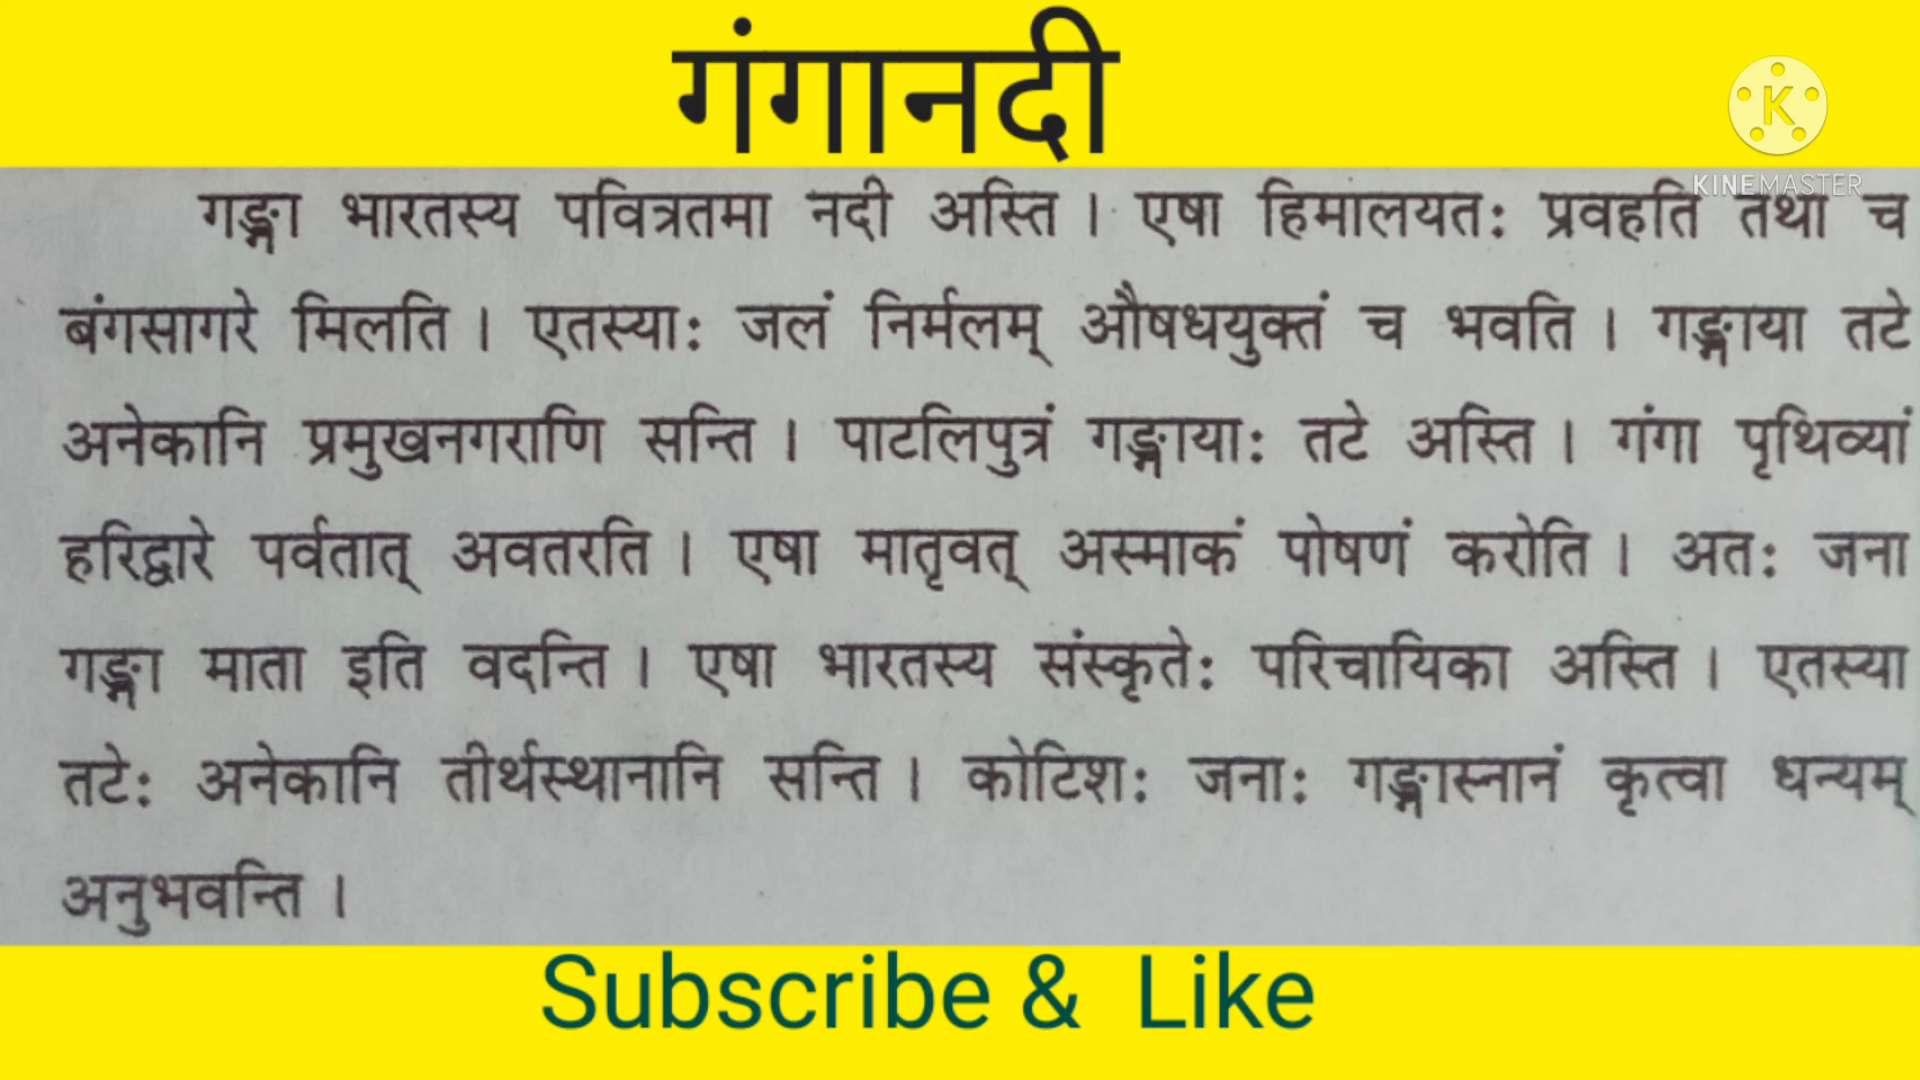 गंगानदी
K
KINEMASTER
गङ्गा भारतस्य पवित्रतमा नदी अस्ति । एषा हिमालयतः प्रवहति तथा च
बंगसागरे मिलति । एतस्याः जलं निर्मलम् औषधयुक्तं च भवति । गङ्गाया तटे
अनेकानि प्रमुखनगराणि सन्ति । पाटलिपुत्रं गङ्गायाः तटे अस्ति । गंगा पृथिव्यां
हरिद्वारे पर्वतात् अवतरति । एषा मातृवत् अस्माकं पोषणं करोति । अतः जना
गङ्गा माता इति वदन्ति । एषा भारतस्य संस्कृतेः परिचायिका अस्ति । एतस्या
तटेः अनेकानि तीर्थस्थानानि सन्ति । कोटिशः जनाः गङ्गास्नानं कृत्वा धन्यम्
अनुभवन्ति ।
Subscribe & Like